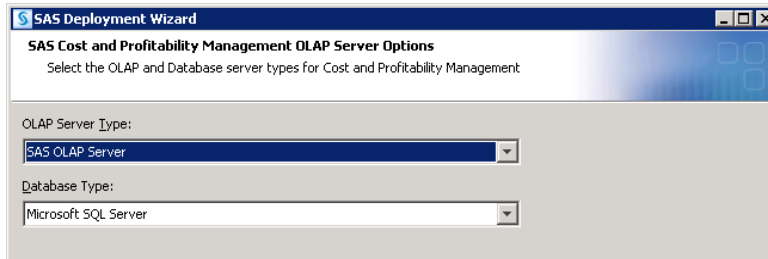 SAS Deployment Wizard
SAS Cost and Profitability Management OLAP Server Options
Select the OLAP and Database server types for Cost and Profitability Management
OLAP Server Type:
SAS OLAP Server
Database Type:
Microsoft SQL Server